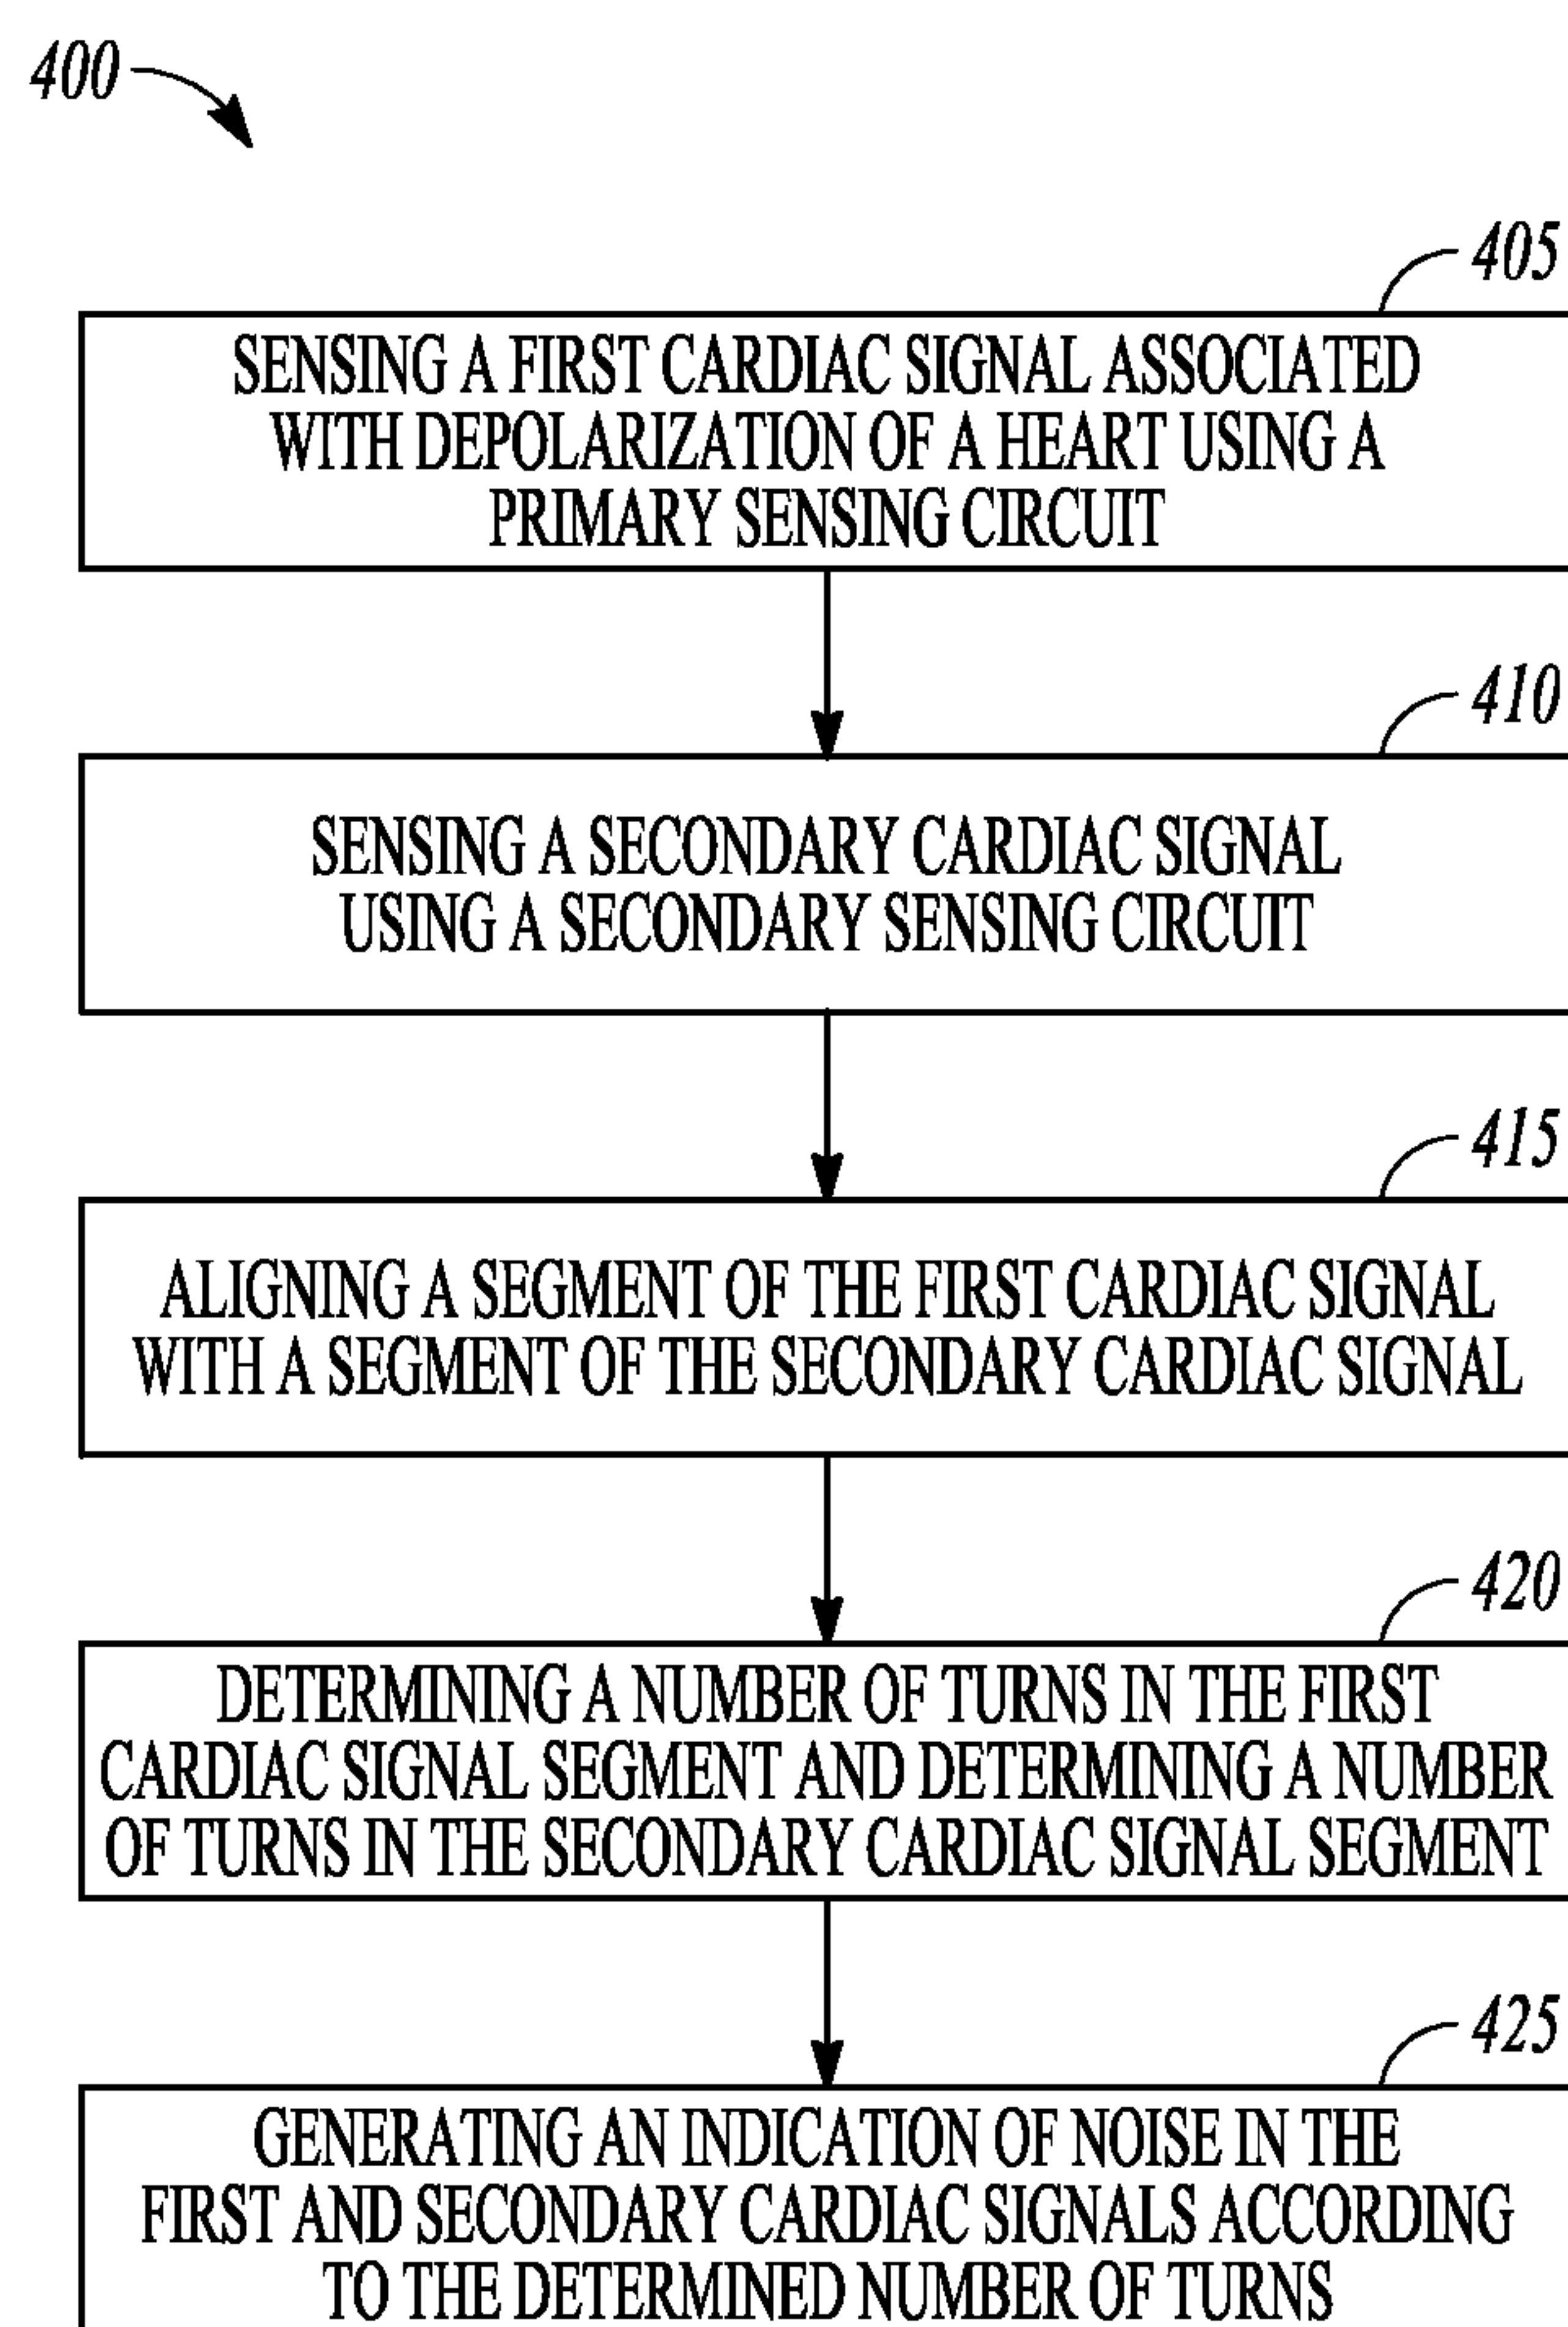 400
405
SENSING A FIRST CARDIAC SIGNAL ASSOCIATED
WITH DEPOLARIZATION OF A HEART USING A
PRIMARY SENSING CIRCUIT
410
SENSING A SECONDARY CARDIAC SIGNAL
USING A SECONDARY SENSING CIRCUIT
415
ALIGNING A SEGMENT OF THE FIRST CARDIAC SIGNAL
WITH A SEGMENT OF THE SECONDARY CARDIAC SIGNAL
420
DETERMINING A NUMBER OF TURNS IN THE FIRST
CARDIAC SIGNAL SEGMENT AND DETERMINING A NUMBER
OF TURNS IN THE SECONDARY CARDIAC SIGNAL SEGMENT
425
GENERATING AN INDICATION OF NOISE IN THE
FIRST AND SECONDARY CARDIAC SIGNALS ACCORDING
TO THE DETERMINED NUMBER OF TURNS